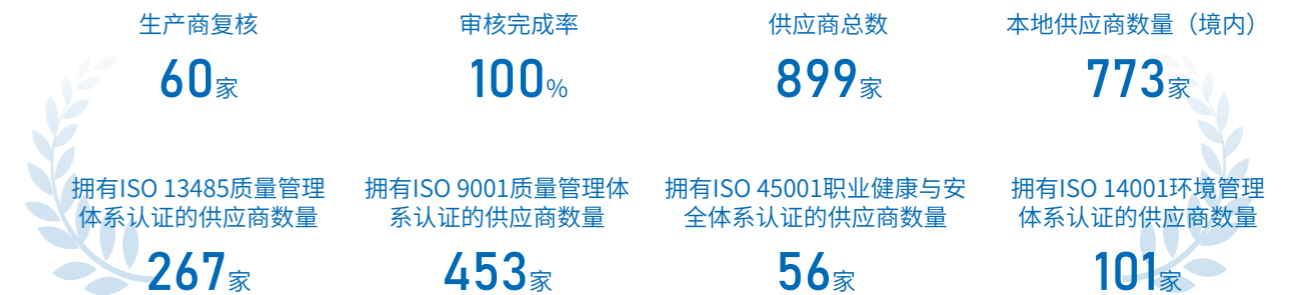 生产商复核
60家
审核完成率
100%
供应商总数
899家
本地供应商数量（境内）
773家
拥有ISO 13485质量管理
体系认证的供应商数量
267家
拥有ISO 9001质量管理体
系认证的供应商数量
453家
拥有ISO 45001职业健康与安
全体系认证的供应商数量
56家
拥有ISO 14001环境管理
体系认证的供应商数量
101家